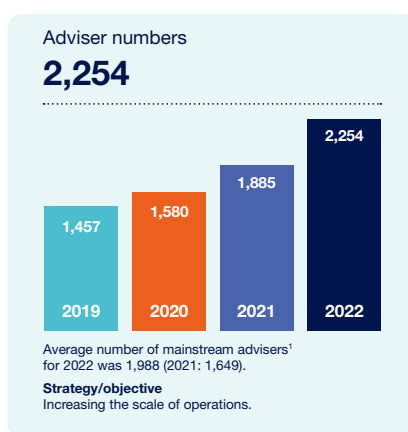 Adviser numbers
2,254
2,254
1,885
1,580
1,457
2019 2020 2021 2022
Average number of mainstream advisers¹
for 2022 was 1,988 (2021: 1,649).
Strategy/objective
Increasing the scale of operations.